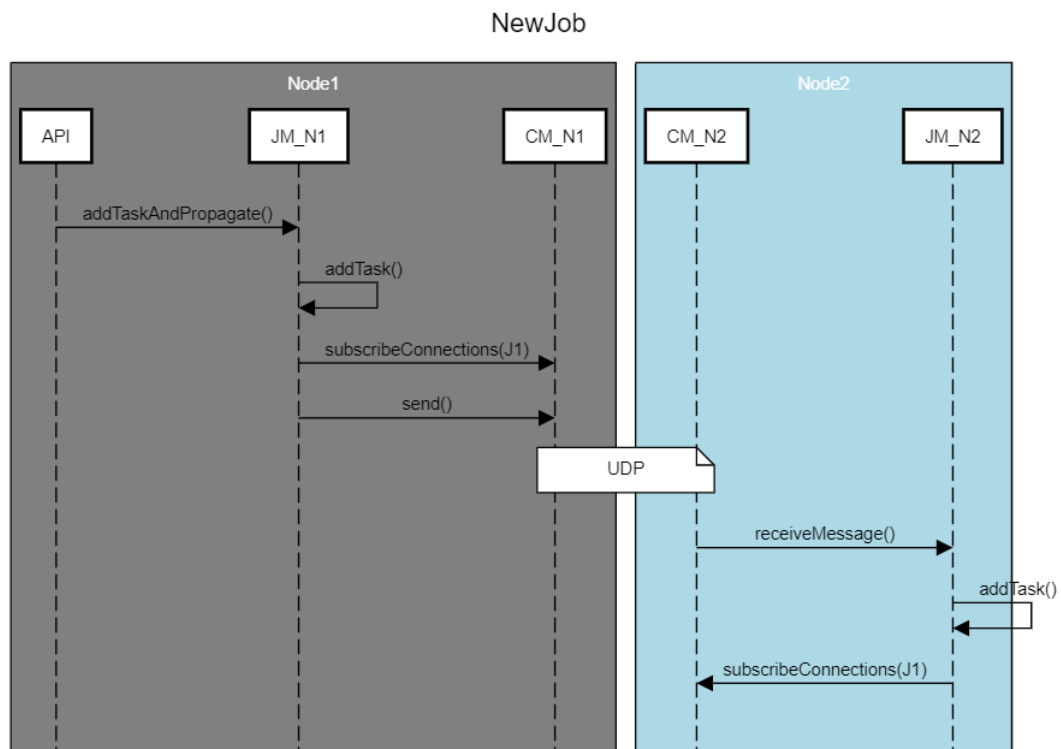 NewJob
Node1
Node2
API
JM_N1
CM_N1
CM_N2
JM_N2
addTaskAndPropagate()
addTask()
subscribeConnections(J1)
send()
UDP
receiveMessage()
addTask()
subscribeConnections(J1)